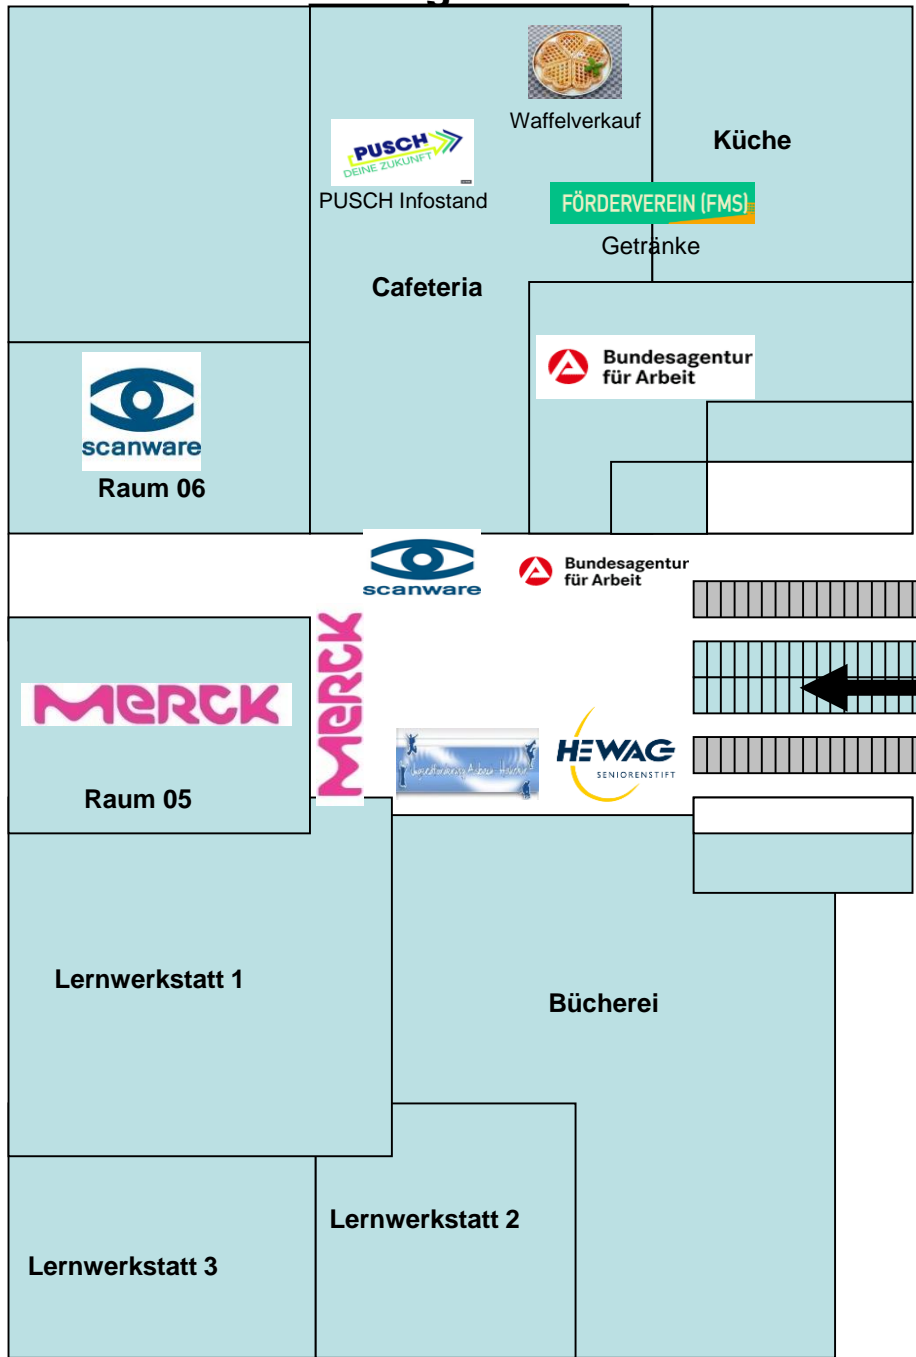 Waffelverkauf
Küche
PUSCH
DEINE ZUKUNFT
PUSCH Infostand
FÖRDERVEREIN (FMS)
Getränke
Cafeteria
Bundesagentur
für Arbeit
scanware
Raum 06
scanware
Bundesagentur
für Arbeit
MERCK
MERCK
HEWAG
SENIORENSTIFT
Raum 05
Lernwerkstatt 1
Bücherei
Lernwerkstatt 2
Lernwerkstatt 3